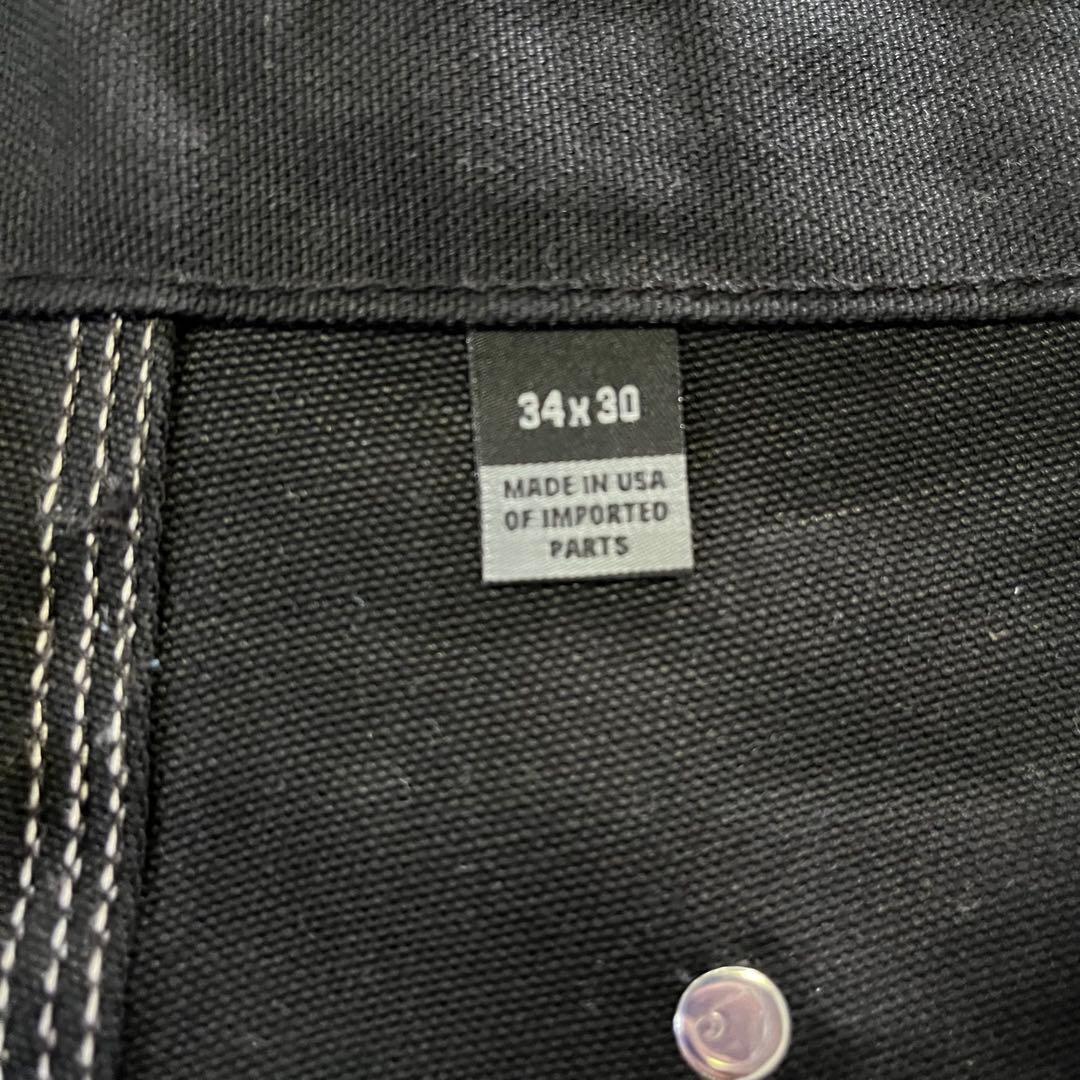 34x30
MADE IN USA
OF IMPORTED
PARTS